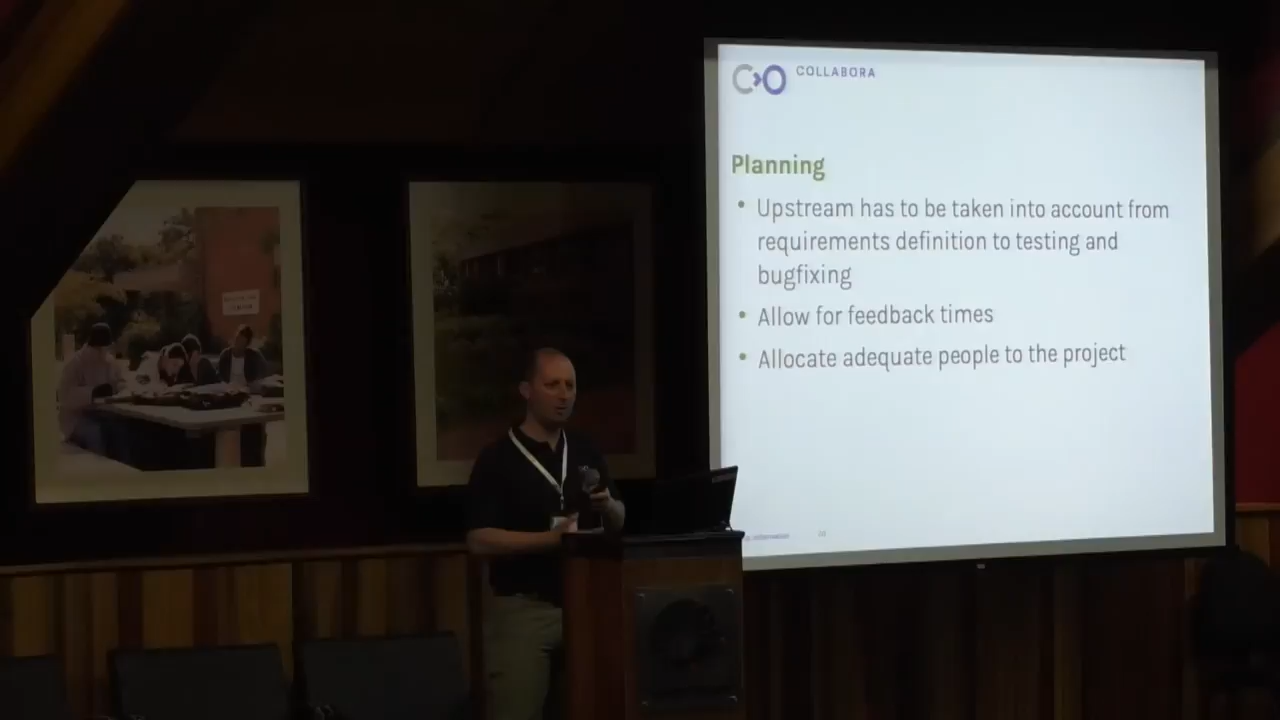 COLLABORA
Planning
• Upstream has to be taken into account from
requirements definition to testing and
bugfixing
• Allow for feedback times
• Allocate adequate people to the project